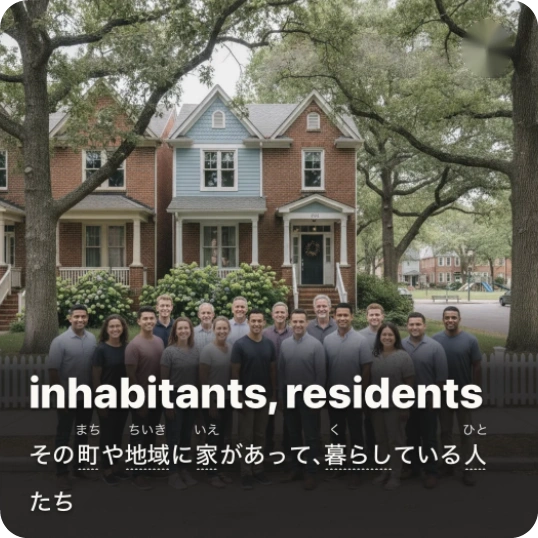 inhabitants, residents
まち ちいき いえ く ひと
その町や地域に家があって、暮らしている人
たち